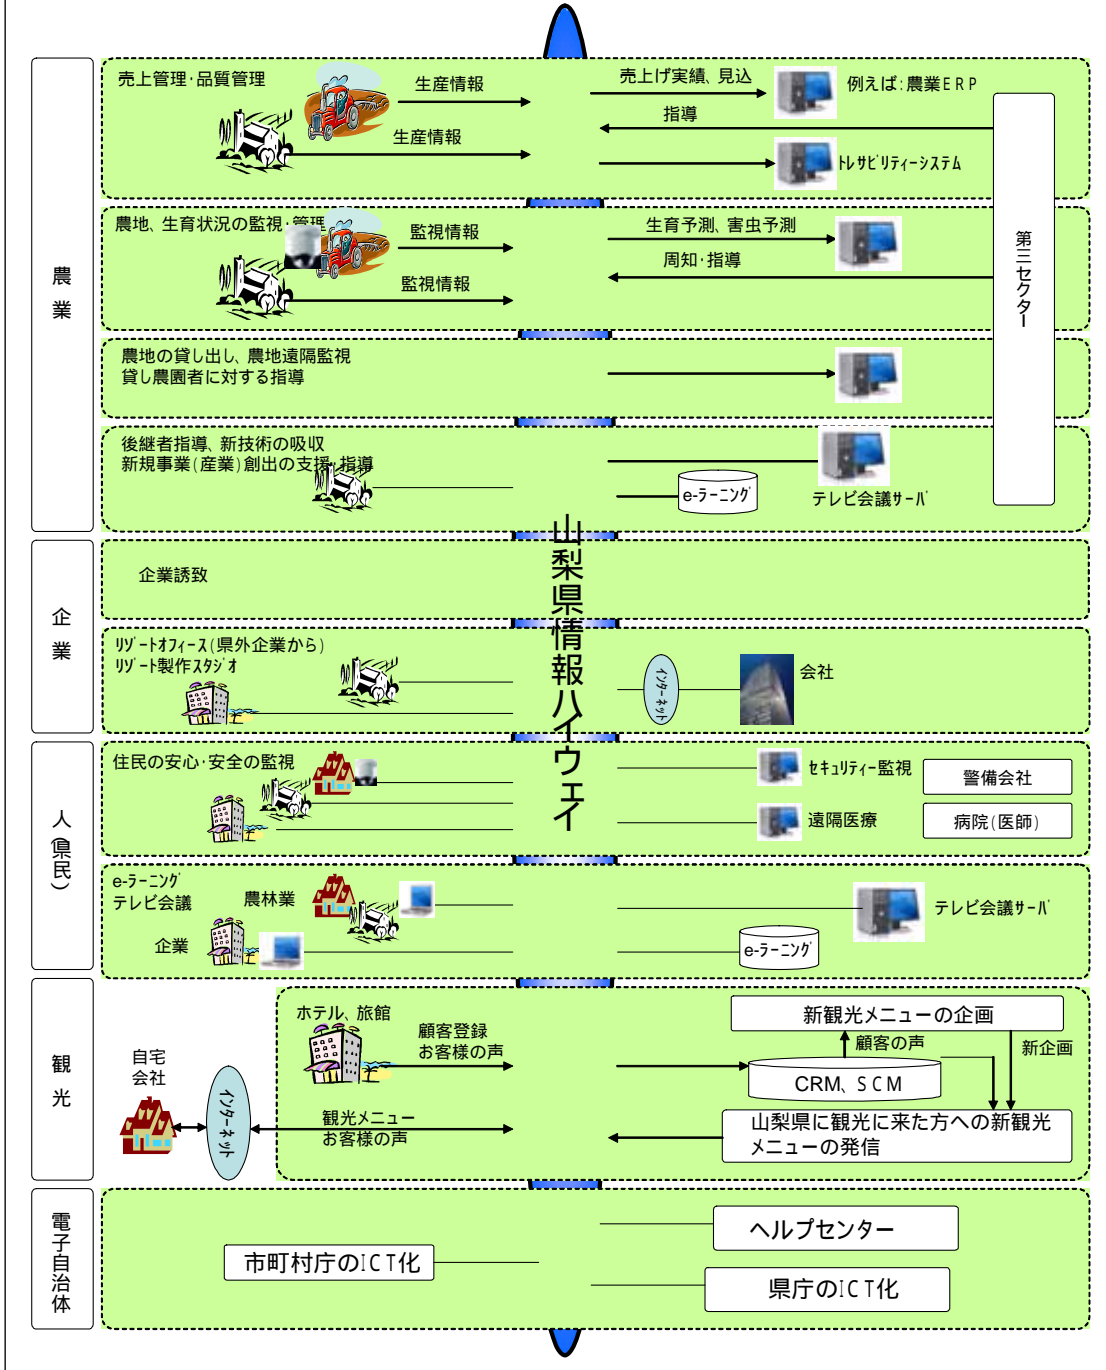 農業
売上管理・品質管理
生産情報
生産情報
売上げ実績、見込
例えば：農業ＥＲＰ
指導
ﾄﾚｻﾋﾞﾘﾃｨｰｼｽﾃﾑ
第三セクター
農地、生育状況の監視・管理
監視情報
監視情報
生育予測、害虫予測
周知・指導
農地の貸し出し、農地遠隔監視
貸し農園者に対する指導
後継者指導、新技術の吸収
新規事業(産業)創出の支援・指導
e-ﾗｰﾆﾝｸﾞ
テレビ会議ｻｰﾊﾞ
山梨県情報ハイウェイ
企業
企業誘致
ﾘｿﾞｰﾄｵﾌｨｰｽ(県外企業から)
ﾘｿﾞｰﾄ製作ｽﾀｼﾞｵ
ｲﾝﾀｰﾈｯﾄ
会社
人(県民)
住民の安心・安全の監視
ｾｷｭﾘﾃｨｰ監視
警備会社
遠隔医療
病院(医師)
e-ﾗｰﾆﾝｸﾞ
テレビ会議
農林業
企業
テレビ会議ｻｰﾊﾞ
e-ﾗｰﾆﾝｸﾞ
観光
ホテル、旅館
顧客登録
お客様の声
新観光メニューの企画
顧客の声
新企画
CRM、ＳＣＭ
自宅
会社
ｲﾝﾀｰﾈｯﾄ
観光メニュー
お客様の声
山梨県に観光に来た方への新観光
メニューの発信
電子自治体
ヘルプセンター
市町村庁のＩＣＴ化
県庁のＩＣＴ化